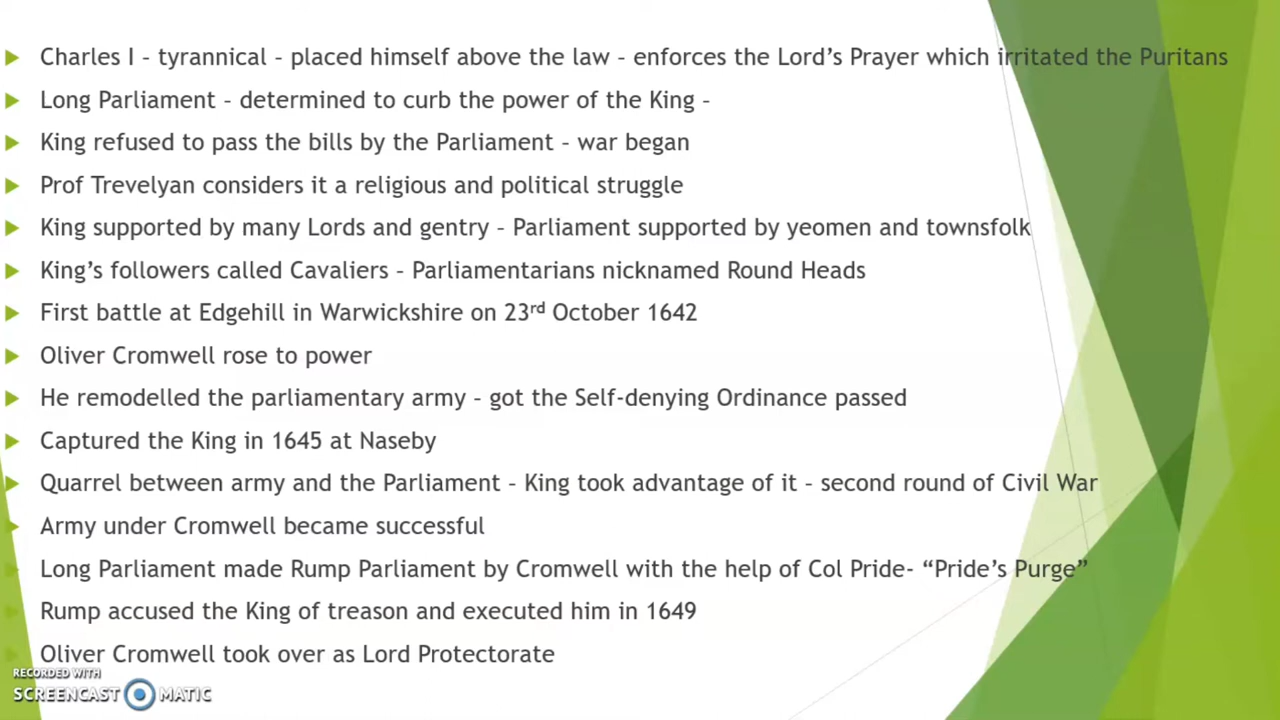 Charles I – tyrannical – placed himself above the law – enforces the Lord's Prayer which irritated the Puritans
Long Parliament – determined to curb the power of the King –
King refused to pass the bills by the Parliament – war began
Prof Trevelyan considers it a religious and political struggle
King supported by many Lords and gentry – Parliament supported by yeomen and townsfolk
King's followers called Cavaliers – Parliamentarians nicknamed Round Heads
First battle at Edgehill in Warwickshire on 23rd October 1642
Oliver Cromwell rose to power
He remodelled the parliamentary army – got the Self-denying Ordinance passed
Captured the King in 1645 at Naseby
Quarrel between army and the Parliament – King took advantage of it – second round of Civil War
Army under Cromwell became successful
Long Parliament made Rump Parliament by Cromwell with the help of Col Pride- “Pride's Purge”
Rump accused the King of treason and executed him in 1649
Oliver Cromwell took over as Lord Protectorate
RECORDED WITH
SCREENCAST MATIC